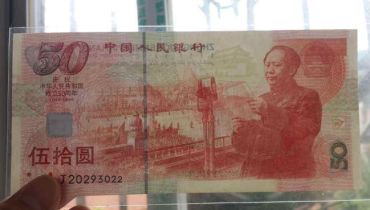 50
中国人民银行
庆祝
中华人民共和国
成立50周年
伍拾圆
50
J20293022